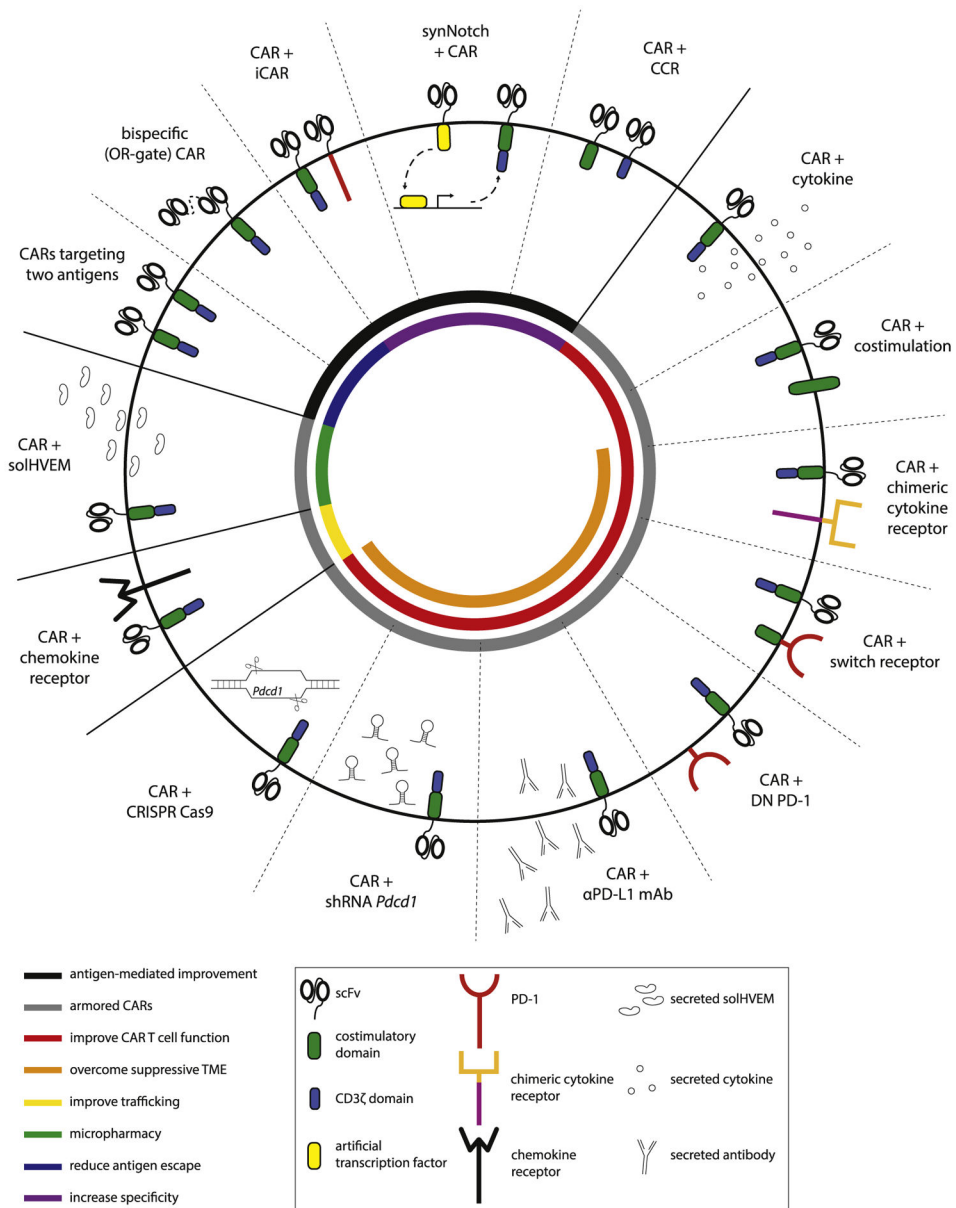 synNotch
+ CAR
CAR +
CCR
CAR +
cytokine
CAR +
costimulation
CAR +
chimeric
cytokine
receptor
CAR +
switch receptor
CAR +
DN PD-1
CAR +
αPD-L1 mAb
CAR +
shRNA Pdcd1
CAR +
CRISPR Cas9
Pdcd1
CAR +
chemokine
receptor
CAR +
solHVEM
CARs targeting
two antigens
bispecific
(OR-gate) CAR
CAR +
iCAR
antigen-mediated improvement
armored CARs
improve CAR T cell function
overcome suppressive TME
improve trafficking
micropharmacy
reduce antigen escape
increase specificity
scFv
costimulatory
domain
CD3ζ domain
artificial
transcription factor
PD-1
chimeric cytokine
receptor
chemokine
receptor
secreted solHVEM
secreted cytokine
secreted antibody